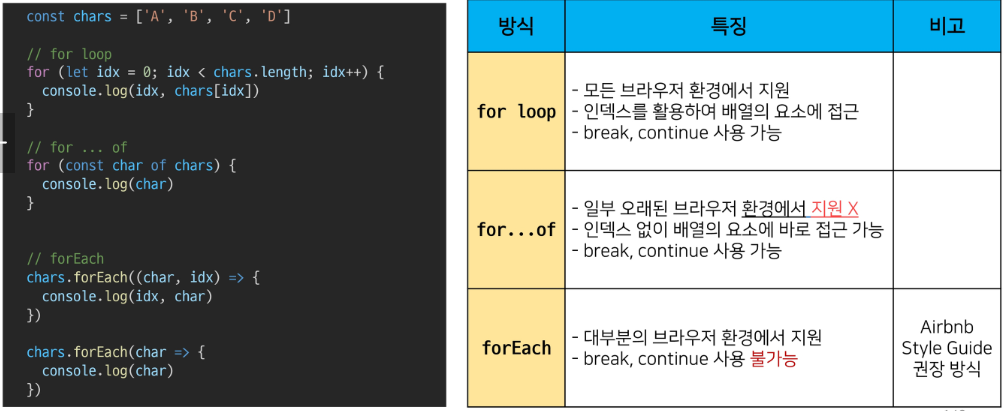 const chars = ['A', 'B', 'C', 'D']
// for loop
for (let idx = 0; idx < chars.length; idx++) {
  console.log(idx, chars[idx])
}
// for ... of
for (const char of chars) {
  console.log(char)
}
// forEach
chars.forEach((char, idx) => {
  console.log(idx, char)
})
chars.forEach(char => {
  console.log(char)
})
방식 특징 비고
for loop
- 모든 브라우저 환경에서 지원
- 인덱스를 활용하여 배열의 요소에 접근
- break, continue 사용 가능
for...of
- 일부 오래된 브라우저 환경에서 지원 X
- 인덱스 없이 배열의 요소에 바로 접근 가능
- break, continue 사용 가능
forEach
- 대부분의 브라우저 환경에서 지원
- break, continue 사용 불가능
Airbnb
Style Guide
권장 방식